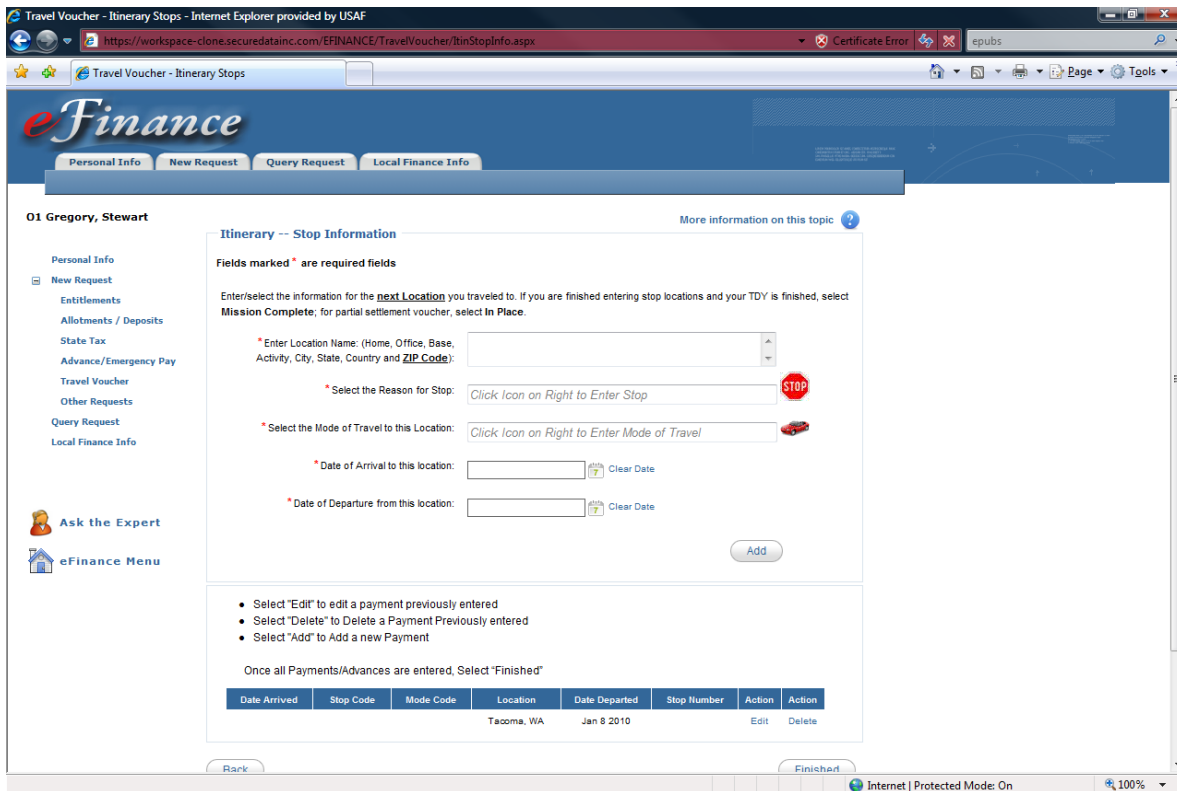 Travel Voucher - Itinerary Stops - Internet Explorer provided by USAF
https://workspace-clone.securedatainc.com/EFINANCE/TravelVoucher/ItinStopInfo.aspx
Certificate Error
epubs
Travel Voucher - Itinerary Stops
Page
Tools
eFinance
Personal Info
New Request
Query Request
Local Finance Info
01 Gregory, Stewart
More information on this topic ?
Itinerary -- Stop Information
Personal Info
New Request
Entitlements
Allotments / Deposits
State Tax
Advance/Emergency Pay
Travel Voucher
Other Requests
Query Request
Local Finance Info
Ask the Expert
eFinance Menu
Fields marked * are required fields
Enter/select the information for the next Location you traveled to. If you are finished entering stop locations and your TDY is finished, select
Mission Complete; for partial settlement voucher, select In Place.
* Enter Location Name: (Home, Office, Base,
Activity, City, State, Country and ZIP Code):
* Select the Reason for Stop:
Click Icon on Right to Enter Stop
STOP
* Select the Mode of Travel to this Location:
Click Icon on Right to Enter Mode of Travel
* Date of Arrival to this location:
7
Clear Date
* Date of Departure from this location:
7
Clear Date
Add
• Select "Edit" to edit a payment previously entered
• Select "Delete" to Delete a Payment Previously entered
• Select "Add" to Add a new Payment
Once all Payments/Advances are entered, Select "Finished"
Date Arrived Stop Code Mode Code Location Date Departed Stop Number Action Action
Tacoma, WA Jan 8 2010 Edit Delete
Back
Finished
Internet | Protected Mode: On
100%